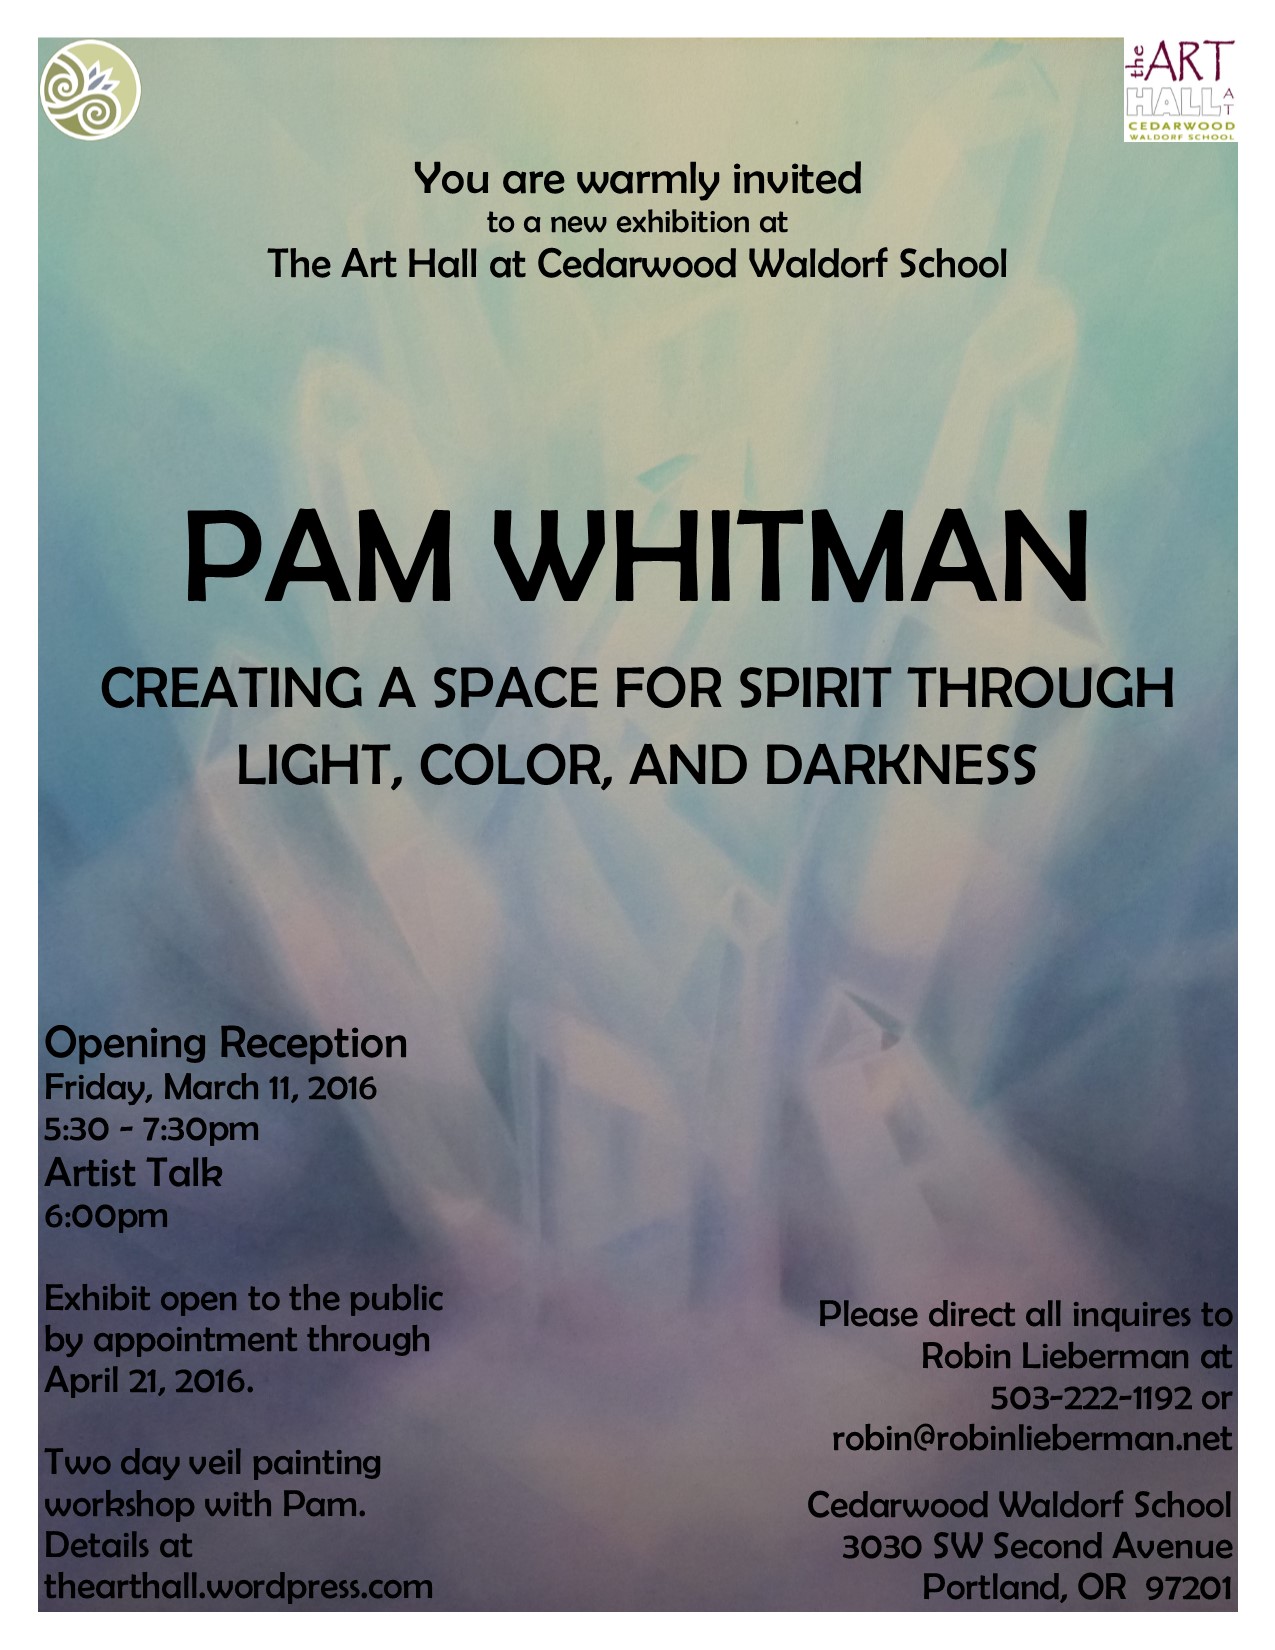 the ART
HALL AT
CEDARWOOD
WALDORF SCHOOL
You are warmly invited
to a new exhibition at
The Art Hall at Cedarwood Waldorf School
PAM WHITMAN
CREATING A SPACE FOR SPIRIT THROUGH
LIGHT, COLOR, AND DARKNESS
Opening Reception
Friday, March 11, 2016
5:30 - 7:30pm
Artist Talk
6:00pm
Exhibit open to the public
by appointment through
April 21, 2016.
Two day veil painting
workshop with Pam.
Details at
thearthall.wordpress.com
Please direct all inquires to
Robin Lieberman at
503-222-1192 or
robin@robinlieberman.net
Cedarwood Waldorf School
3030 SW Second Avenue
Portland, OR 97201